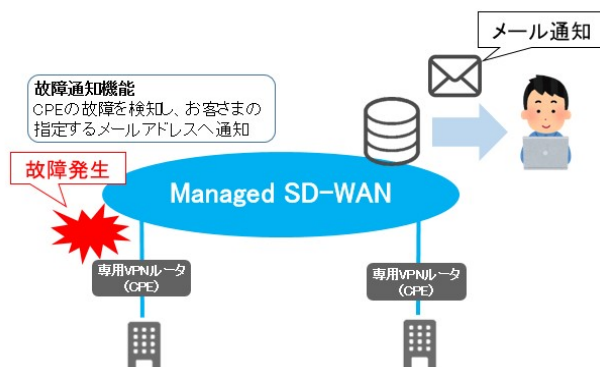 メール通知
故障通知機能
CPEの故障を検知し、お客さまの
指定するメールアドレスへ通知
故障発生
Managed SD-WAN
専用VPNルータ
(CPE)
専用VPNルータ
(CPE)